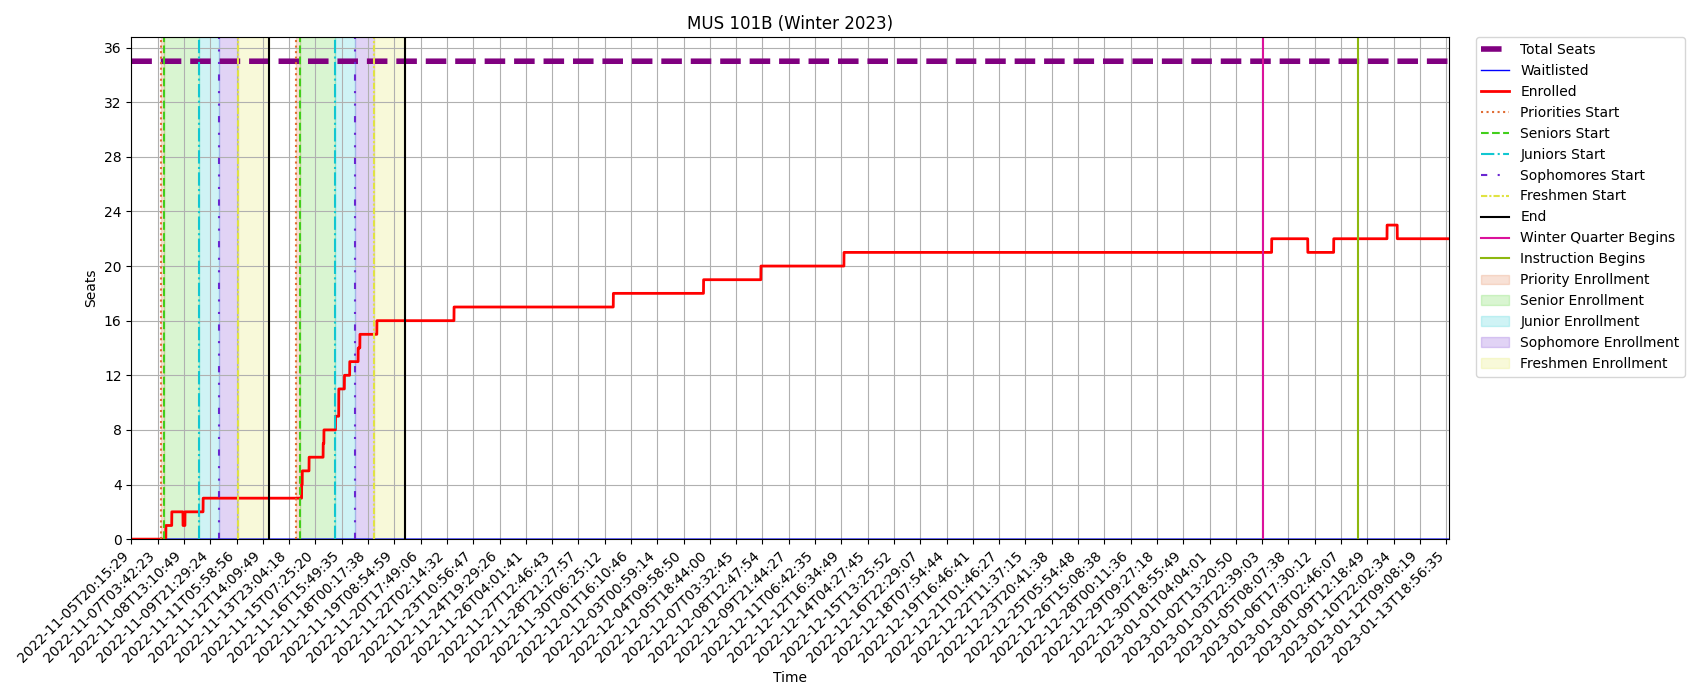 MUS 101B (Winter 2023)
36
32
28
24
20
16
12
8
4
0
Seats
2022-11-05T20:15:29
2022-11-07T03:42:23
2022-11-08T13:10:49
2022-11-09T21:29:24
2022-11-11T05:58:56
2022-11-12T14:09:49
2022-11-13T23:04:18
2022-11-15T07:25:20
2022-11-16T15:49:35
2022-11-18T00:17:38
2022-11-19T08:54:59
2022-11-20T17:49:06
2022-11-22T02:14:32
2022-11-23T10:56:47
2022-11-24T19:29:26
2022-11-26T04:01:41
2022-11-27T12:46:43
2022-11-28T21:27:57
2022-11-30T06:25:12
2022-12-01T16:10:46
2022-12-03T00:59:14
2022-12-04T09:58:50
2022-12-05T18:44:00
2022-12-07T03:32:45
2022-12-08T12:47:54
2022-12-09T21:44:27
2022-12-11T06:42:35
2022-12-12T16:34:49
2022-12-14T04:27:45
2022-12-15T13:25:52
2022-12-16T22:29:07
2022-12-18T07:54:44
2022-12-19T16:46:41
2022-12-21T01:46:27
2022-12-22T11:37:15
2022-12-23T20:41:38
2022-12-25T05:54:48
2022-12-26T15:08:38
2022-12-28T00:11:36
2022-12-29T09:27:18
2022-12-30T18:55:49
2023-01-01T04:04:01
2023-01-02T13:20:50
2023-01-03T22:39:03
2023-01-05T08:07:38
2023-01-06T17:30:12
2023-01-08T02:46:07
2023-01-09T12:18:49
2023-01-10T22:02:34
2023-01-12T09:08:19
2023-01-13T18:56:35
Time
Total Seats
Waitlisted
Enrolled
Priorities Start
Seniors Start
Juniors Start
Sophomores Start
Freshmen Start
End
Winter Quarter Begins
Instruction Begins
Priority Enrollment
Senior Enrollment
Junior Enrollment
Sophomore Enrollment
Freshmen Enrollment